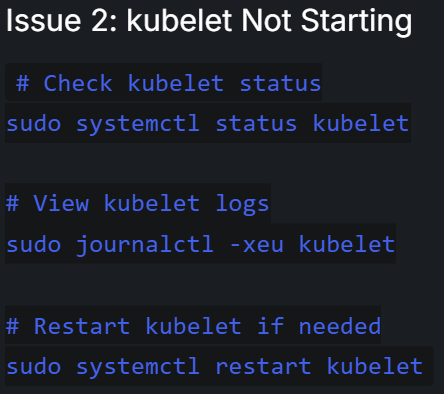 Issue 2: kubelet Not Starting
# Check kubelet status
sudo systemctl status kubelet
# View kubelet logs
sudo journalctl -xeu kubelet
# Restart kubelet if needed
sudo systemctl restart kubelet